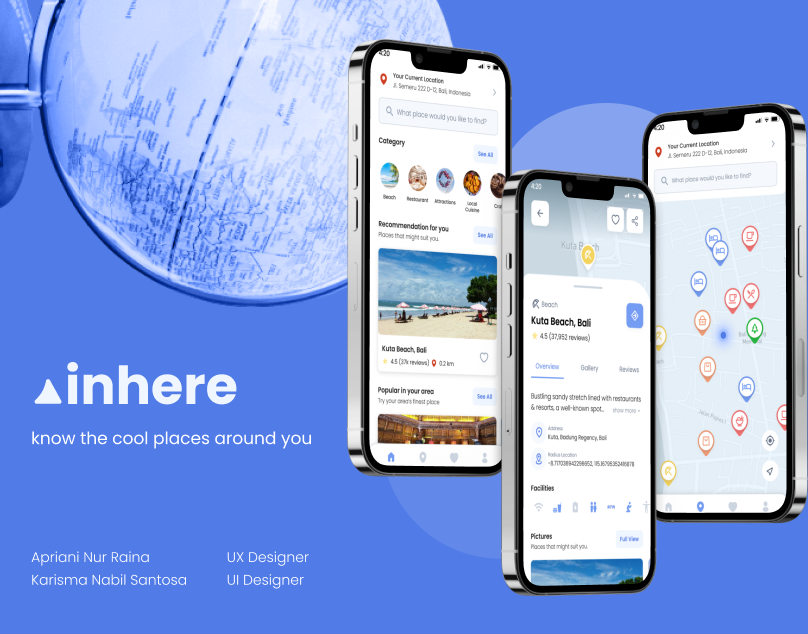 inhere
know the cool places around you
Apriani Nur Raina
UX Designer
Karisma Nabil Santosa
UI Designer
4:20
Your Current Location
Jl. Semeru 222 D-12, Bali, Indonesia
What place would you like to find?
Category
See All
Beach
Restaurant
Attractions
Local
Cuisine
Recommendation for you
See All
Places that might suit you.
Kuta Beach, Bali
4.5 (37k reviews)
0.2 km
Popular in your area
See All
Try your area's finest place
4:20
Kuta Beach
Beach
Kuta Beach, Bali
4.5 (37,952 reviews)
Overview
Gallery
Reviews
Bustling sandy stretch lined with restaurants
& resorts, a well-known spot..
show more
Address
Kuta, Badung Regency, Bali
Radius Location
Facilities
ATM
Pictures
Full View
Places that might suit you.
4:20
Your Current Location
Jl. Semeru 222 D-12, Bali, Indonesia
What place would you like to find?